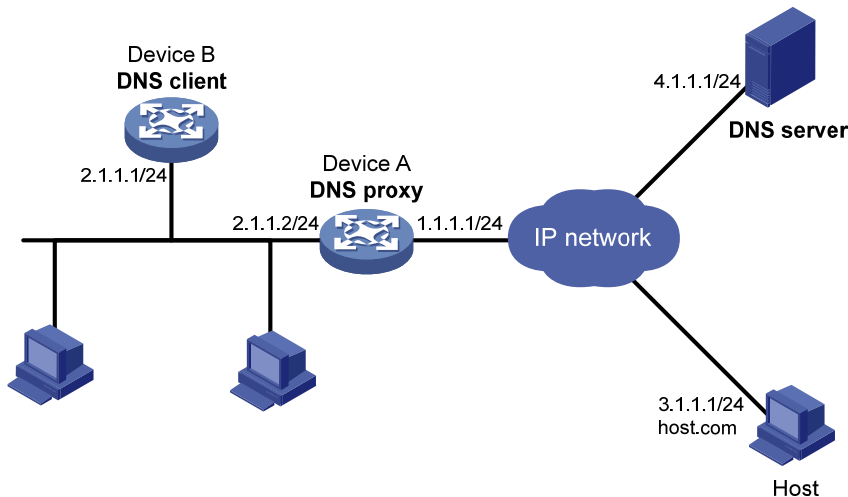 Device B
DNS client
2.1.1.1/24
Device A
DNS proxy
2.1.1.2/24
1.1.1.1/24
IP network
4.1.1.1/24
DNS server
3.1.1.1/24
host.com
Host